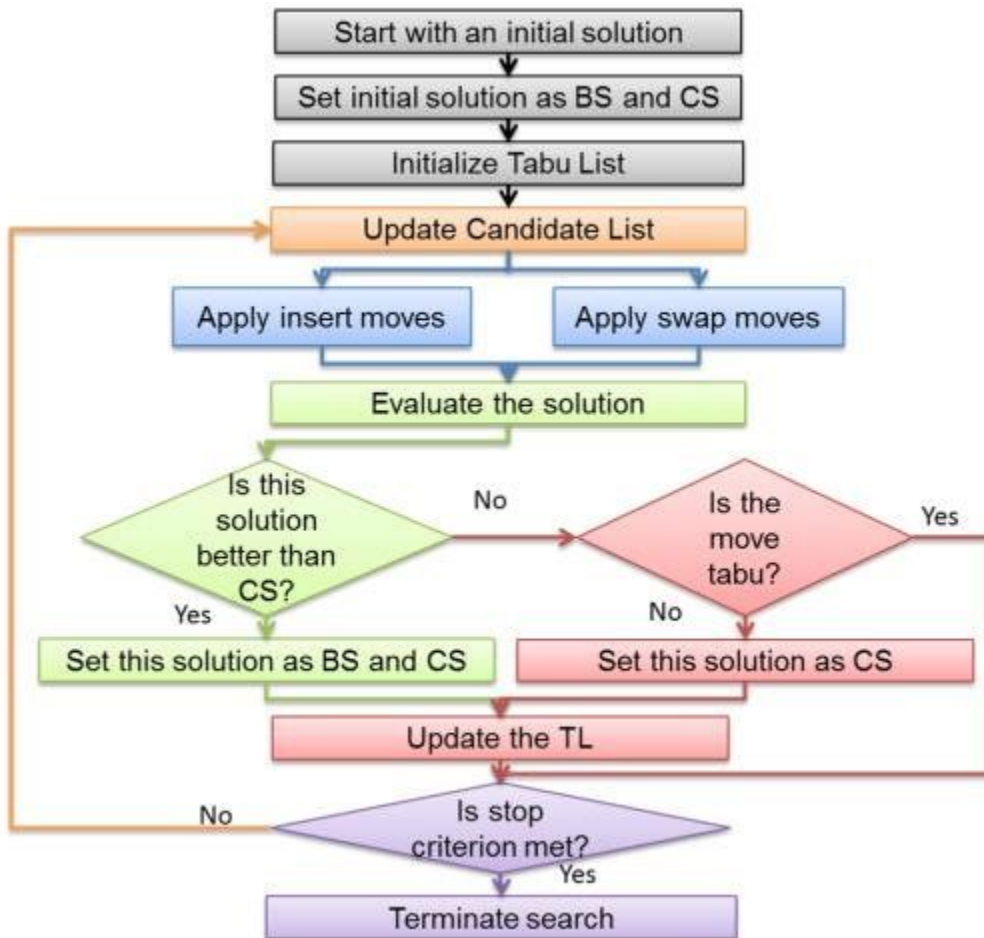 Start with an initial solution
Set initial solution as BS and CS
Initialize Tabu List
Update Candidate List
Apply insert moves
Apply swap moves
Evaluate the solution
Is this
solution
better than
CS?
No
Is the
move
tabu?
Yes
Yes
No
Set this solution as BS and CS
Set this solution as CS
Update the TL
No
Is stop
criterion met?
Yes
Terminate search